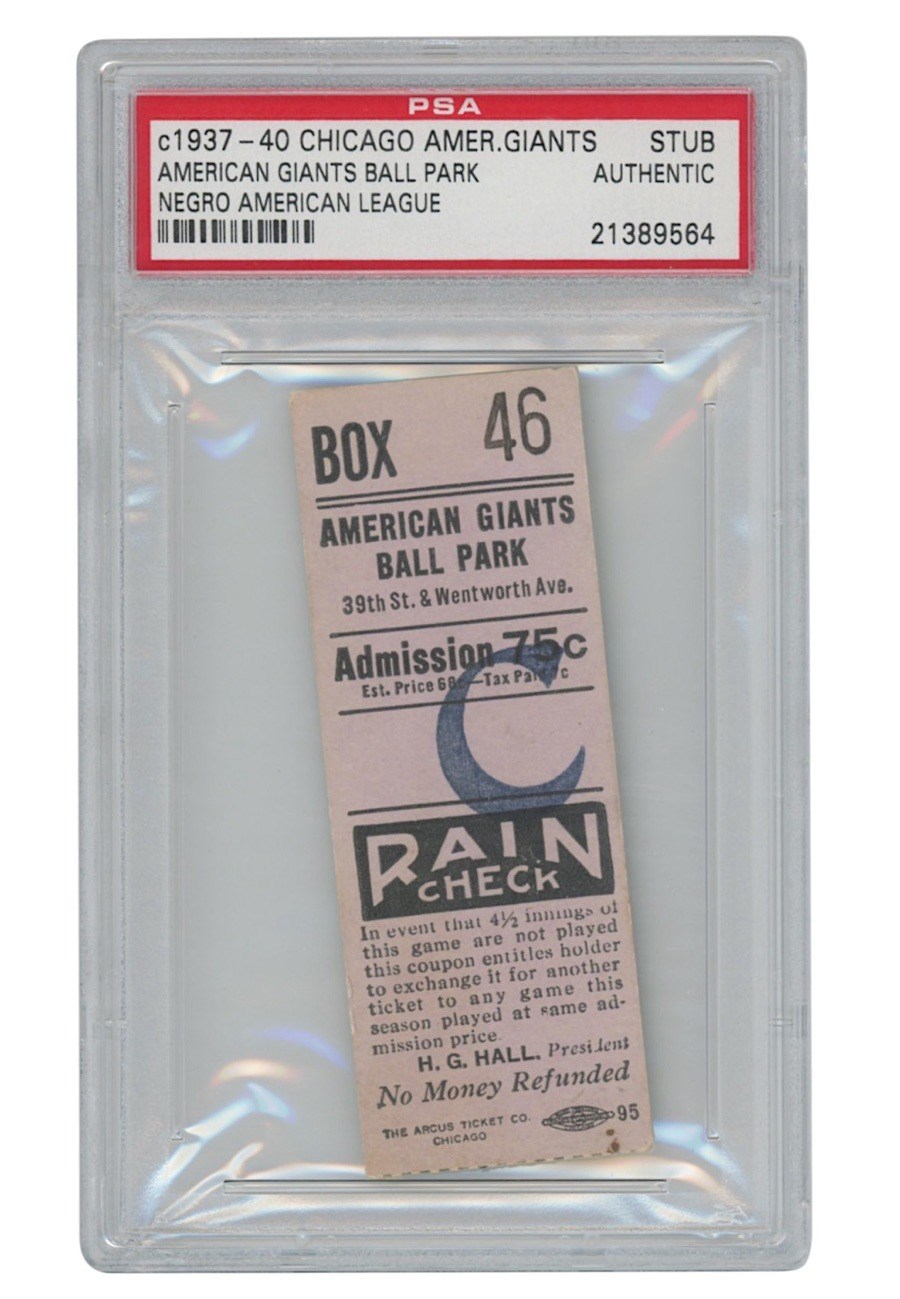 PSA
c1937-40 CHICAGO AMER.GIANTS STUB
AMERICAN GIANTS BALL PARK AUTHENTIC
NEGRO AMERICAN LEAGUE
21389564
BOX 46
AMERICAN GIANTS
BALL PARK
39th St. & Wentworth Ave.
Admission 75c
Est. Price 68c—Tax Paid c
C
RAIN
CHECK
In event that 4½ innings of
this game are not played
this coupon entitles holder
to exchange it for another
ticket to any game this
season played at same ad-
mission price.
H. G. HALL, President
No Money Refunded
THE ARCUS TICKET CO. 95
CHICAGO